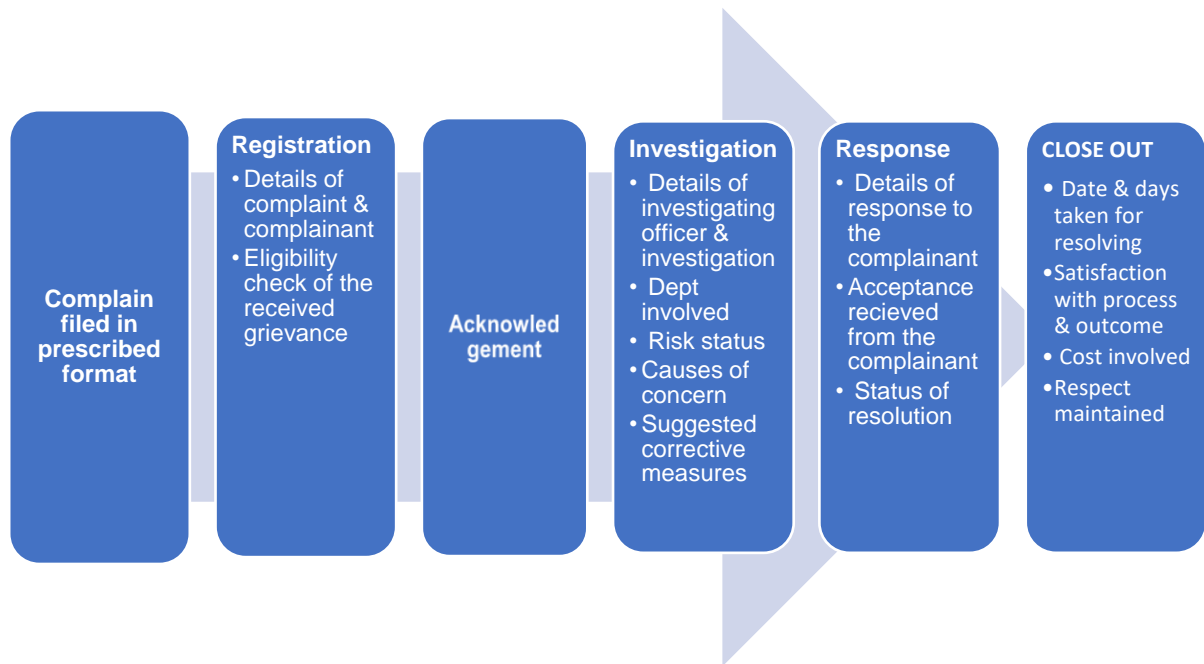 Complain
filed in
prescribed
format
Registration
• Details of
complaint &
complainant
• Eligibility
check of the
received
grievance
Acknowled
gement
Investigation
• Details of
investigating
officer &
investigation
• Dept
involved
• Risk status
• Causes of
concern
• Suggested
corrective
measures
Response
• Details of
response to
the
complainant
• Acceptance
recieved
from the
complainant
• Status of
resolution
CLOSE OUT
• Date & days
taken for
resolving
• Satisfaction
with process
& outcome
• Cost involved
• Respect
maintained